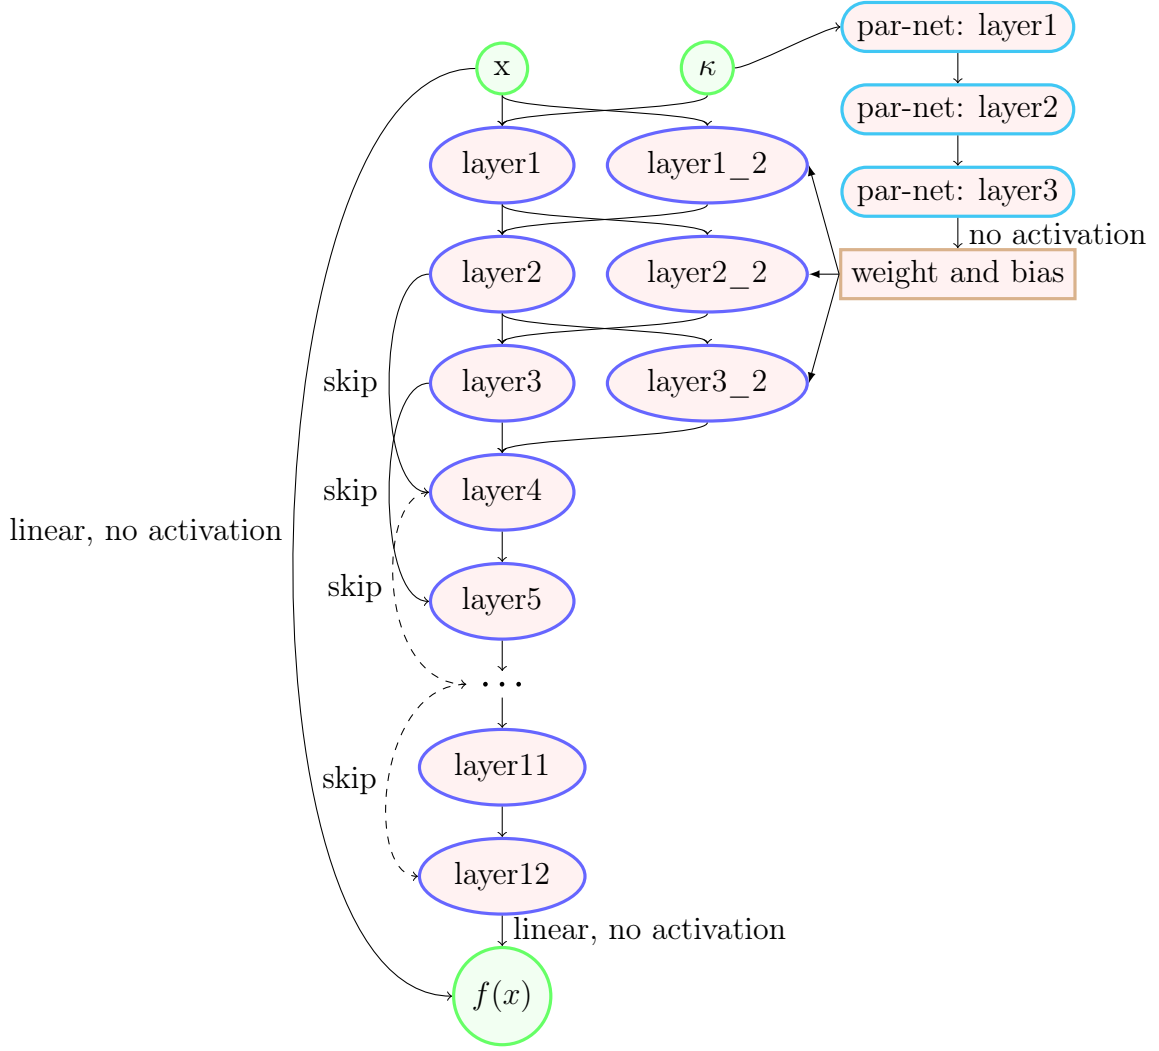 par-net: layer1
x
κ
par-net: layer2
layer1
layer1_2
par-net: layer3
no activation
layer2
layer2_2
weight and bias
skip
layer3
layer3_2
skip
layer4
linear, no activation
skip
layer5
...
layer11
skip
layer12
linear, no activation
f(x)